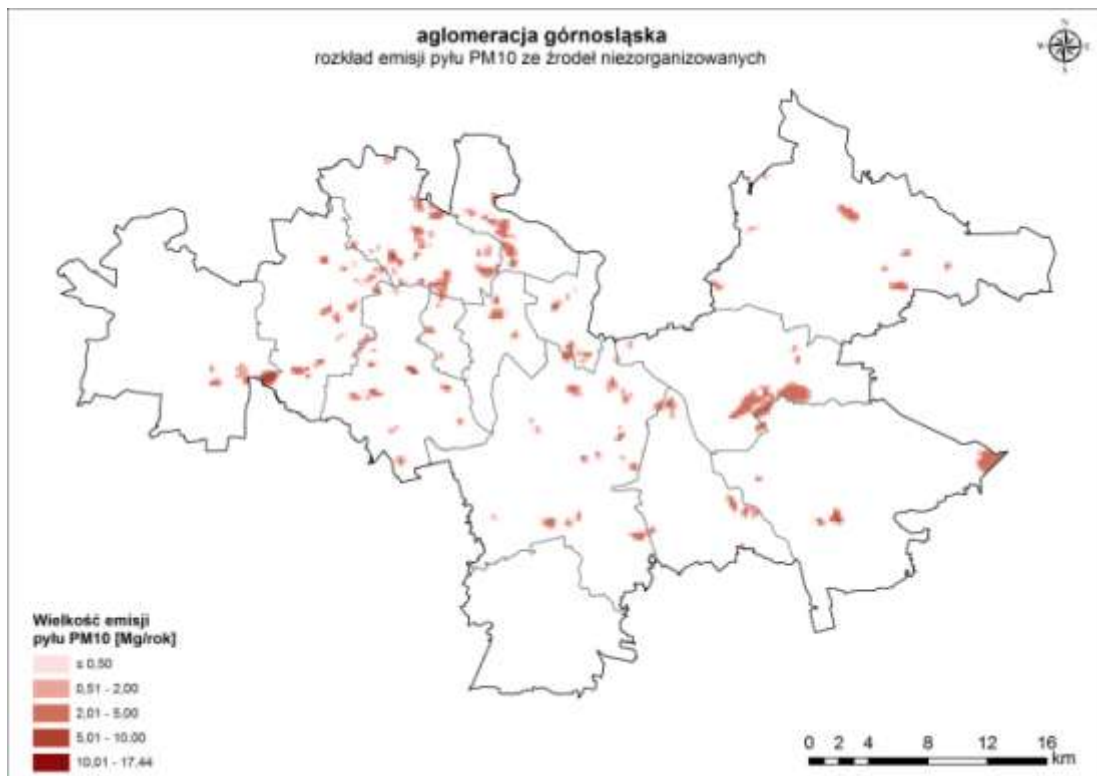 aglomeracja górnośląska
rozkład emisji pyłu PM10 ze źrodeł niezorganizowanych
N
W E
S
Wielkość emisji
pyłu PM10 [Mg/rok]
≤ 0.50
0,51 - 2,00
2,01 - 5.00
5,01 - 10.00
10,01 - 17.44
0 2 4 8 12 16
km